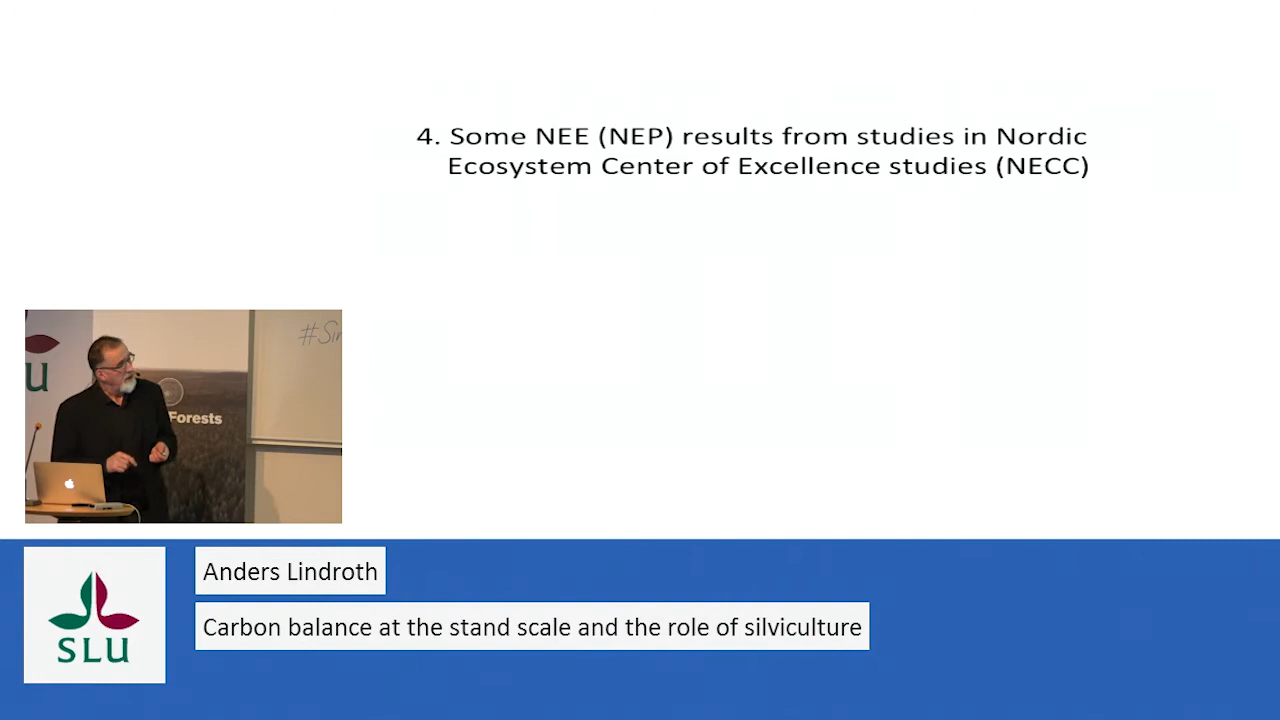 4. Some NEE (NEP) results from studies in Nordic
Ecosystem Center of Excellence studies (NECC)
U
Forests
SLU
Anders Lindroth
Carbon balance at the stand scale and the role of silviculture